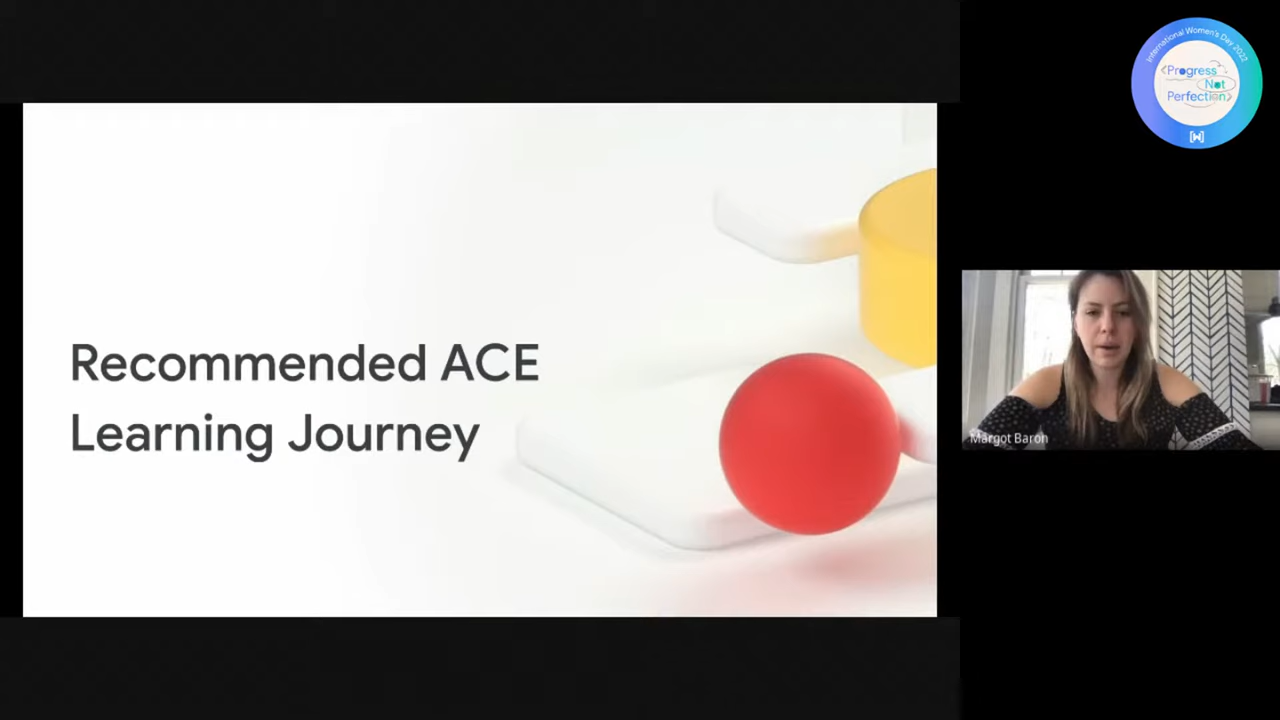 Recommended ACE
Learning Journey
International Women's Day 2022
<Progress
Not
Perfection>
[W]
Margot Baron